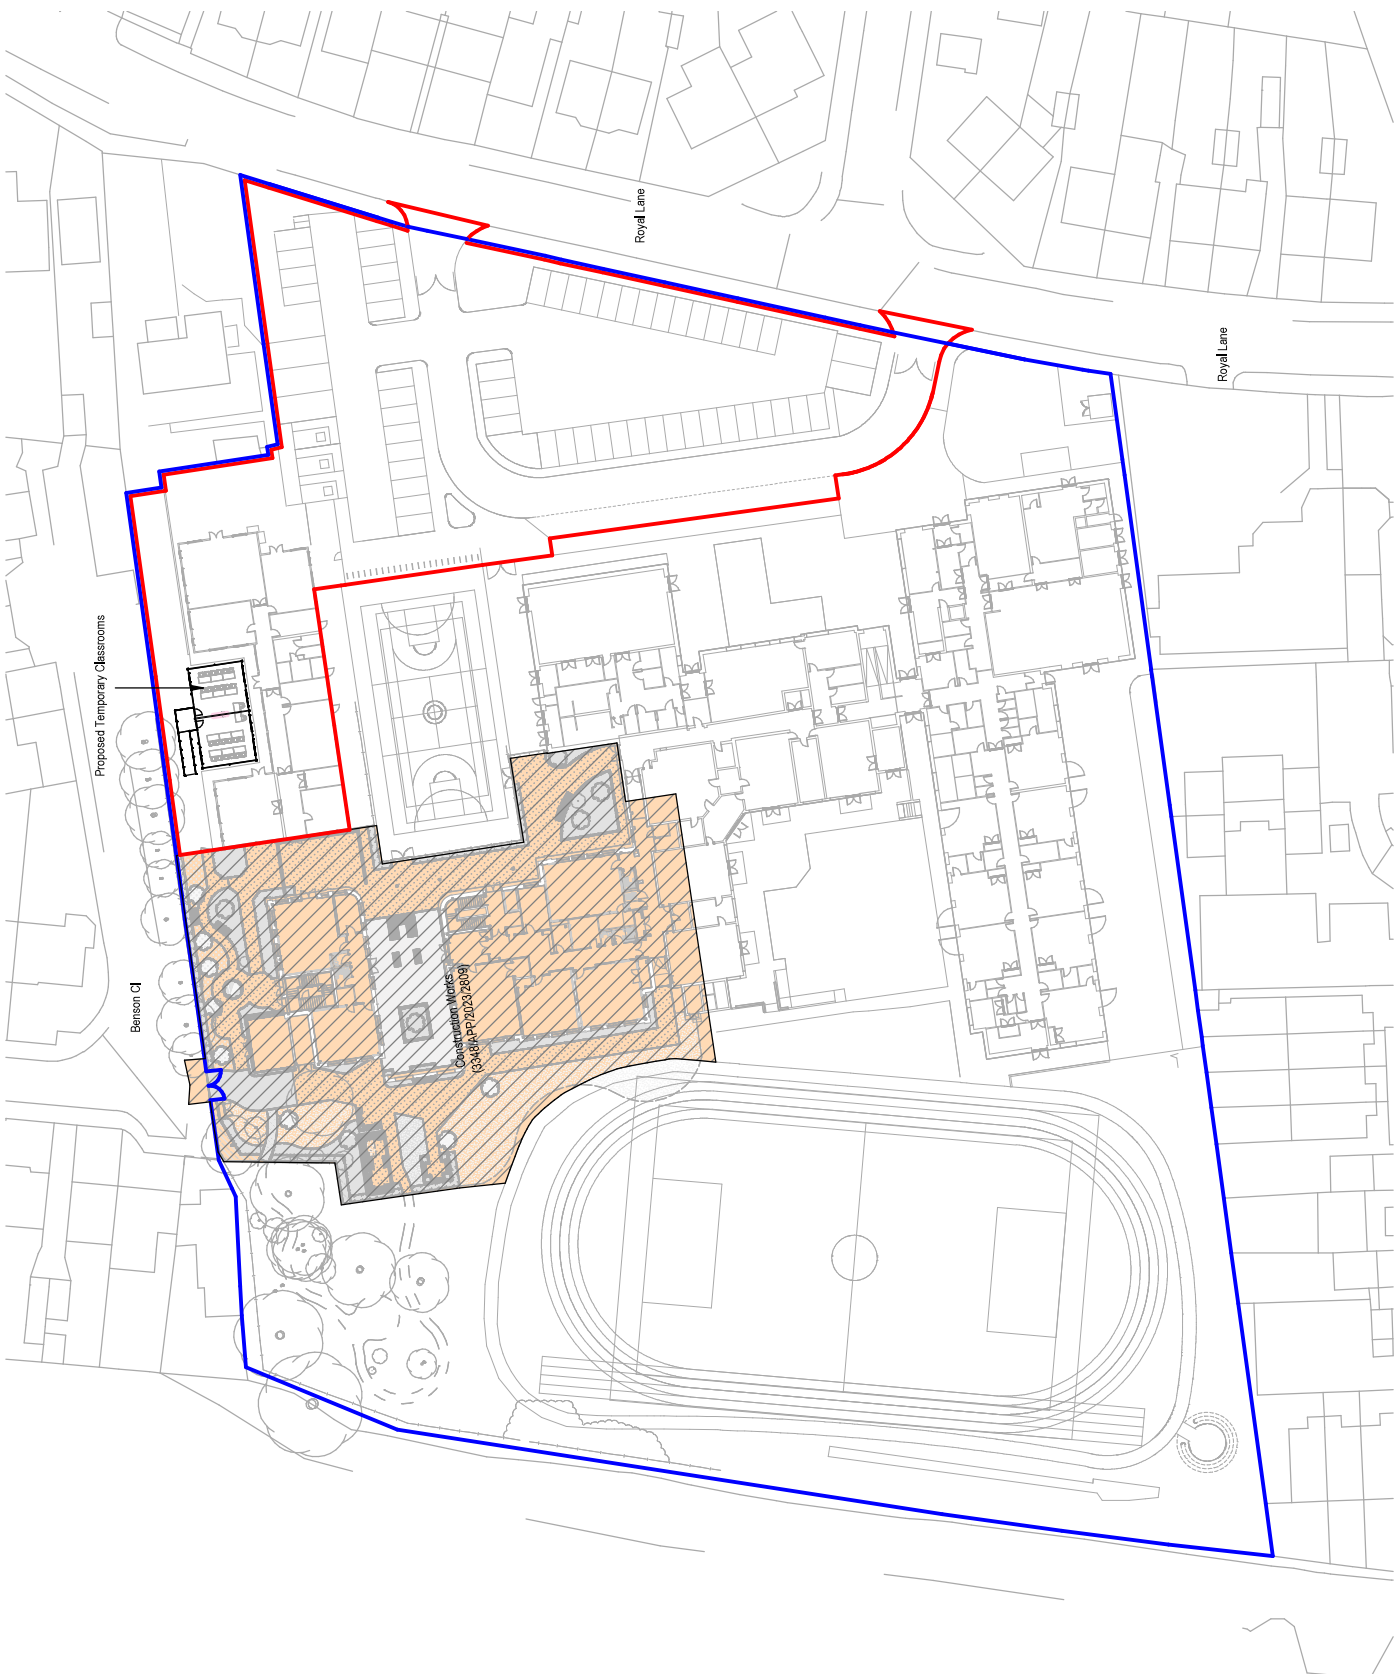 Royal Lane
Royal Lane
Proposed Temporary Classrooms
Benson Cl
Construction Works
(3348/APP/2023/2809)